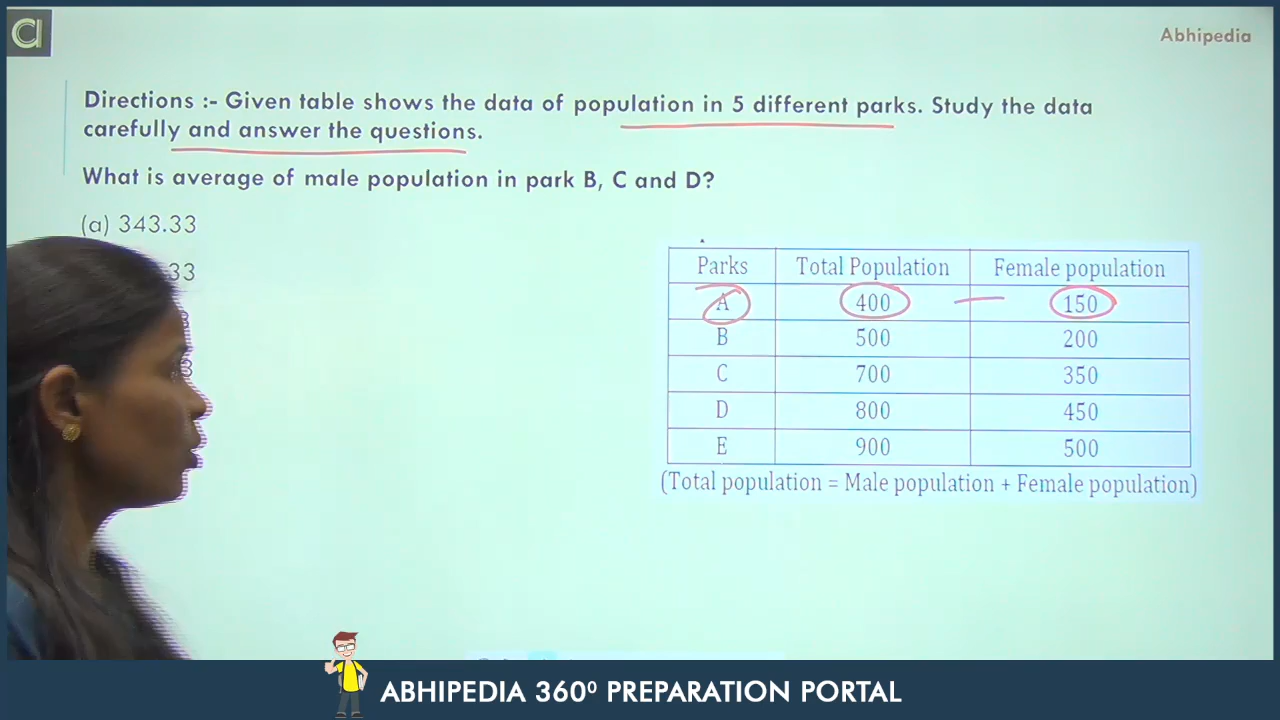 Abhipedia
Directions :- Given table shows the data of population in 5 different parks. Study the data
carefully and answer the questions.
What is average of male population in park B, C and D?
(a) 343.33
33
Parks Total Population Female population
A 400 150
B 500 200
C 700 350
D 800 450
E 900 500
(Total population = Male population + Female population)
ABHIPEDIA 360⁰ PREPARATION PORTAL